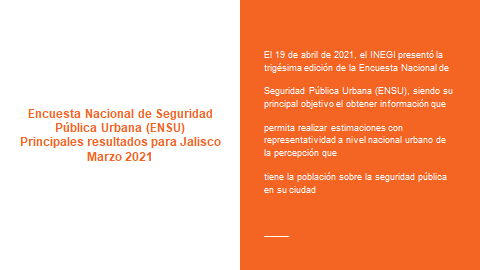 Encuesta Nacional de Seguridad
Pública Urbana (ENSU)
Principales resultados para Jalisco
Marzo 2021
El 19 de abril de 2021, el INEGI presentó la
trigésima edición de la Encuesta Nacional de
Seguridad Pública Urbana (ENSU), siendo su
principal objetivo el obtener información que
permita realizar estimaciones con
representatividad a nivel nacional urbano de
la percepción que
tiene la población sobre la seguridad pública
en su ciudad